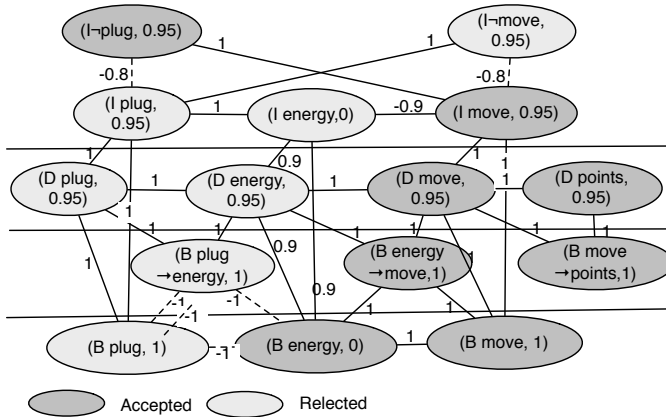 (I¬plug, 0.95)
(I¬move,
0.95)
1
1
-0.8
-0.8
(I plug,
0.95)
1
(I energy,0)
-0.9
(I move, 0.95)
1
1
0.9
1
1
(D plug,
0.95)
1
(D energy,
0.95)
1
(D move,
0.95)
1
(D points,
0.95)
1
1
1
1
1
1
1
1
(B plug
→energy, 1)
0.9
(B energy
→move,1)
1
(B move
→points,1)
1
-1
-1
-1
0.9
1
1
(B plug, 1)
-1
(B energy, 0)
1
(B move, 1)
Accepted
Relected